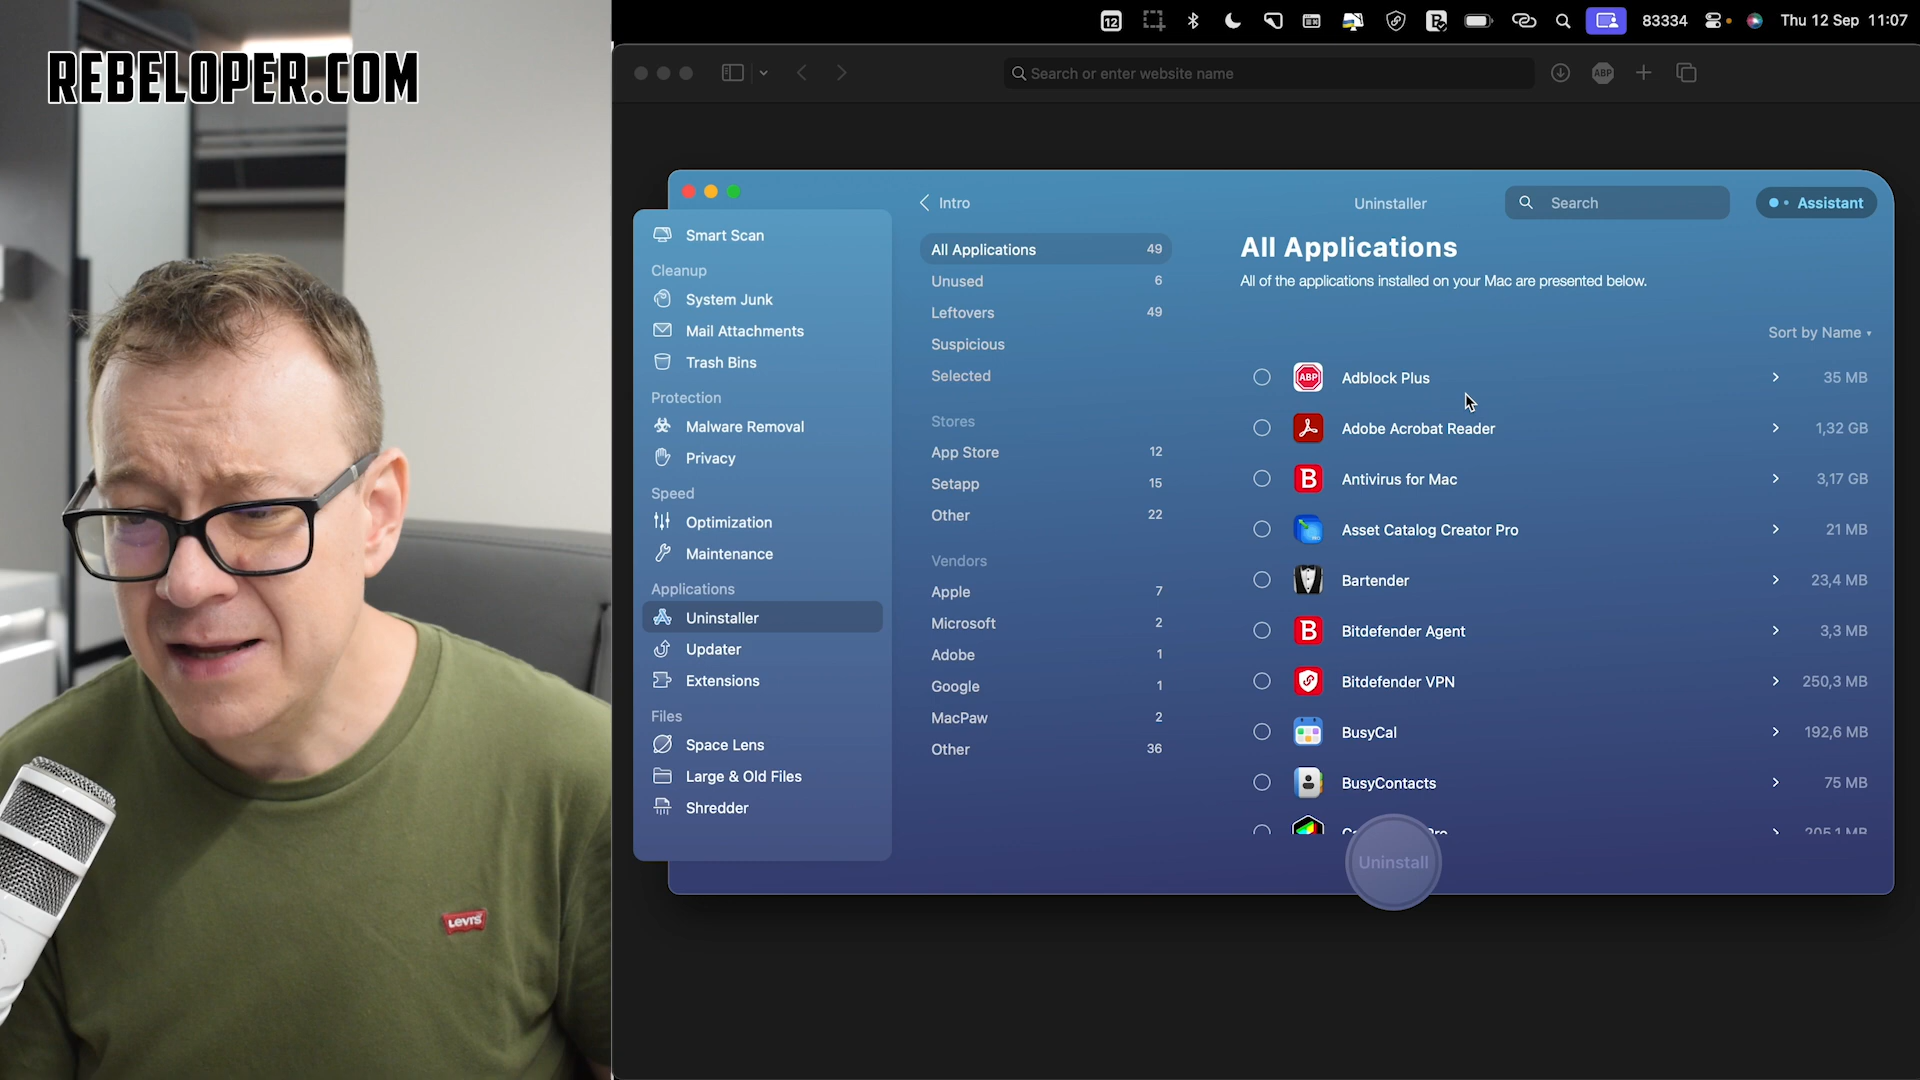 REBELOPER.COM
LEVI'S
12
83334
Thu 12 Sep 11:07
Search or enter website name
ABP
Smart Scan
Cleanup
System Junk
Mail Attachments
Trash Bins
Protection
Malware Removal
Privacy
Speed
Optimization
Maintenance
Applications
Uninstaller
Updater
Extensions
Files
Space Lens
Large & Old Files
Shredder
Intro
All Applications 49
Unused 6
Leftovers 49
Suspicious
Selected
Stores
App Store 12
Setapp 15
Other 22
Vendors
Apple 7
Microsoft 2
Adobe 1
Google 1
MacPaw 2
Other 36
Uninstaller
Search
Assistant
All Applications
All of the applications installed on your Mac are presented below.
Sort by Name
ABP Adblock Plus 35 MB
Adobe Acrobat Reader 1,32 GB
B Antivirus for Mac 3,17 GB
Asset Catalog Creator Pro 21 MB
Bartender 23,4 MB
B Bitdefender Agent 3,3 MB
Bitdefender VPN 250,3 MB
BusyCal 192,6 MB
BusyContacts 75 MB
205,1 MB
Uninstall